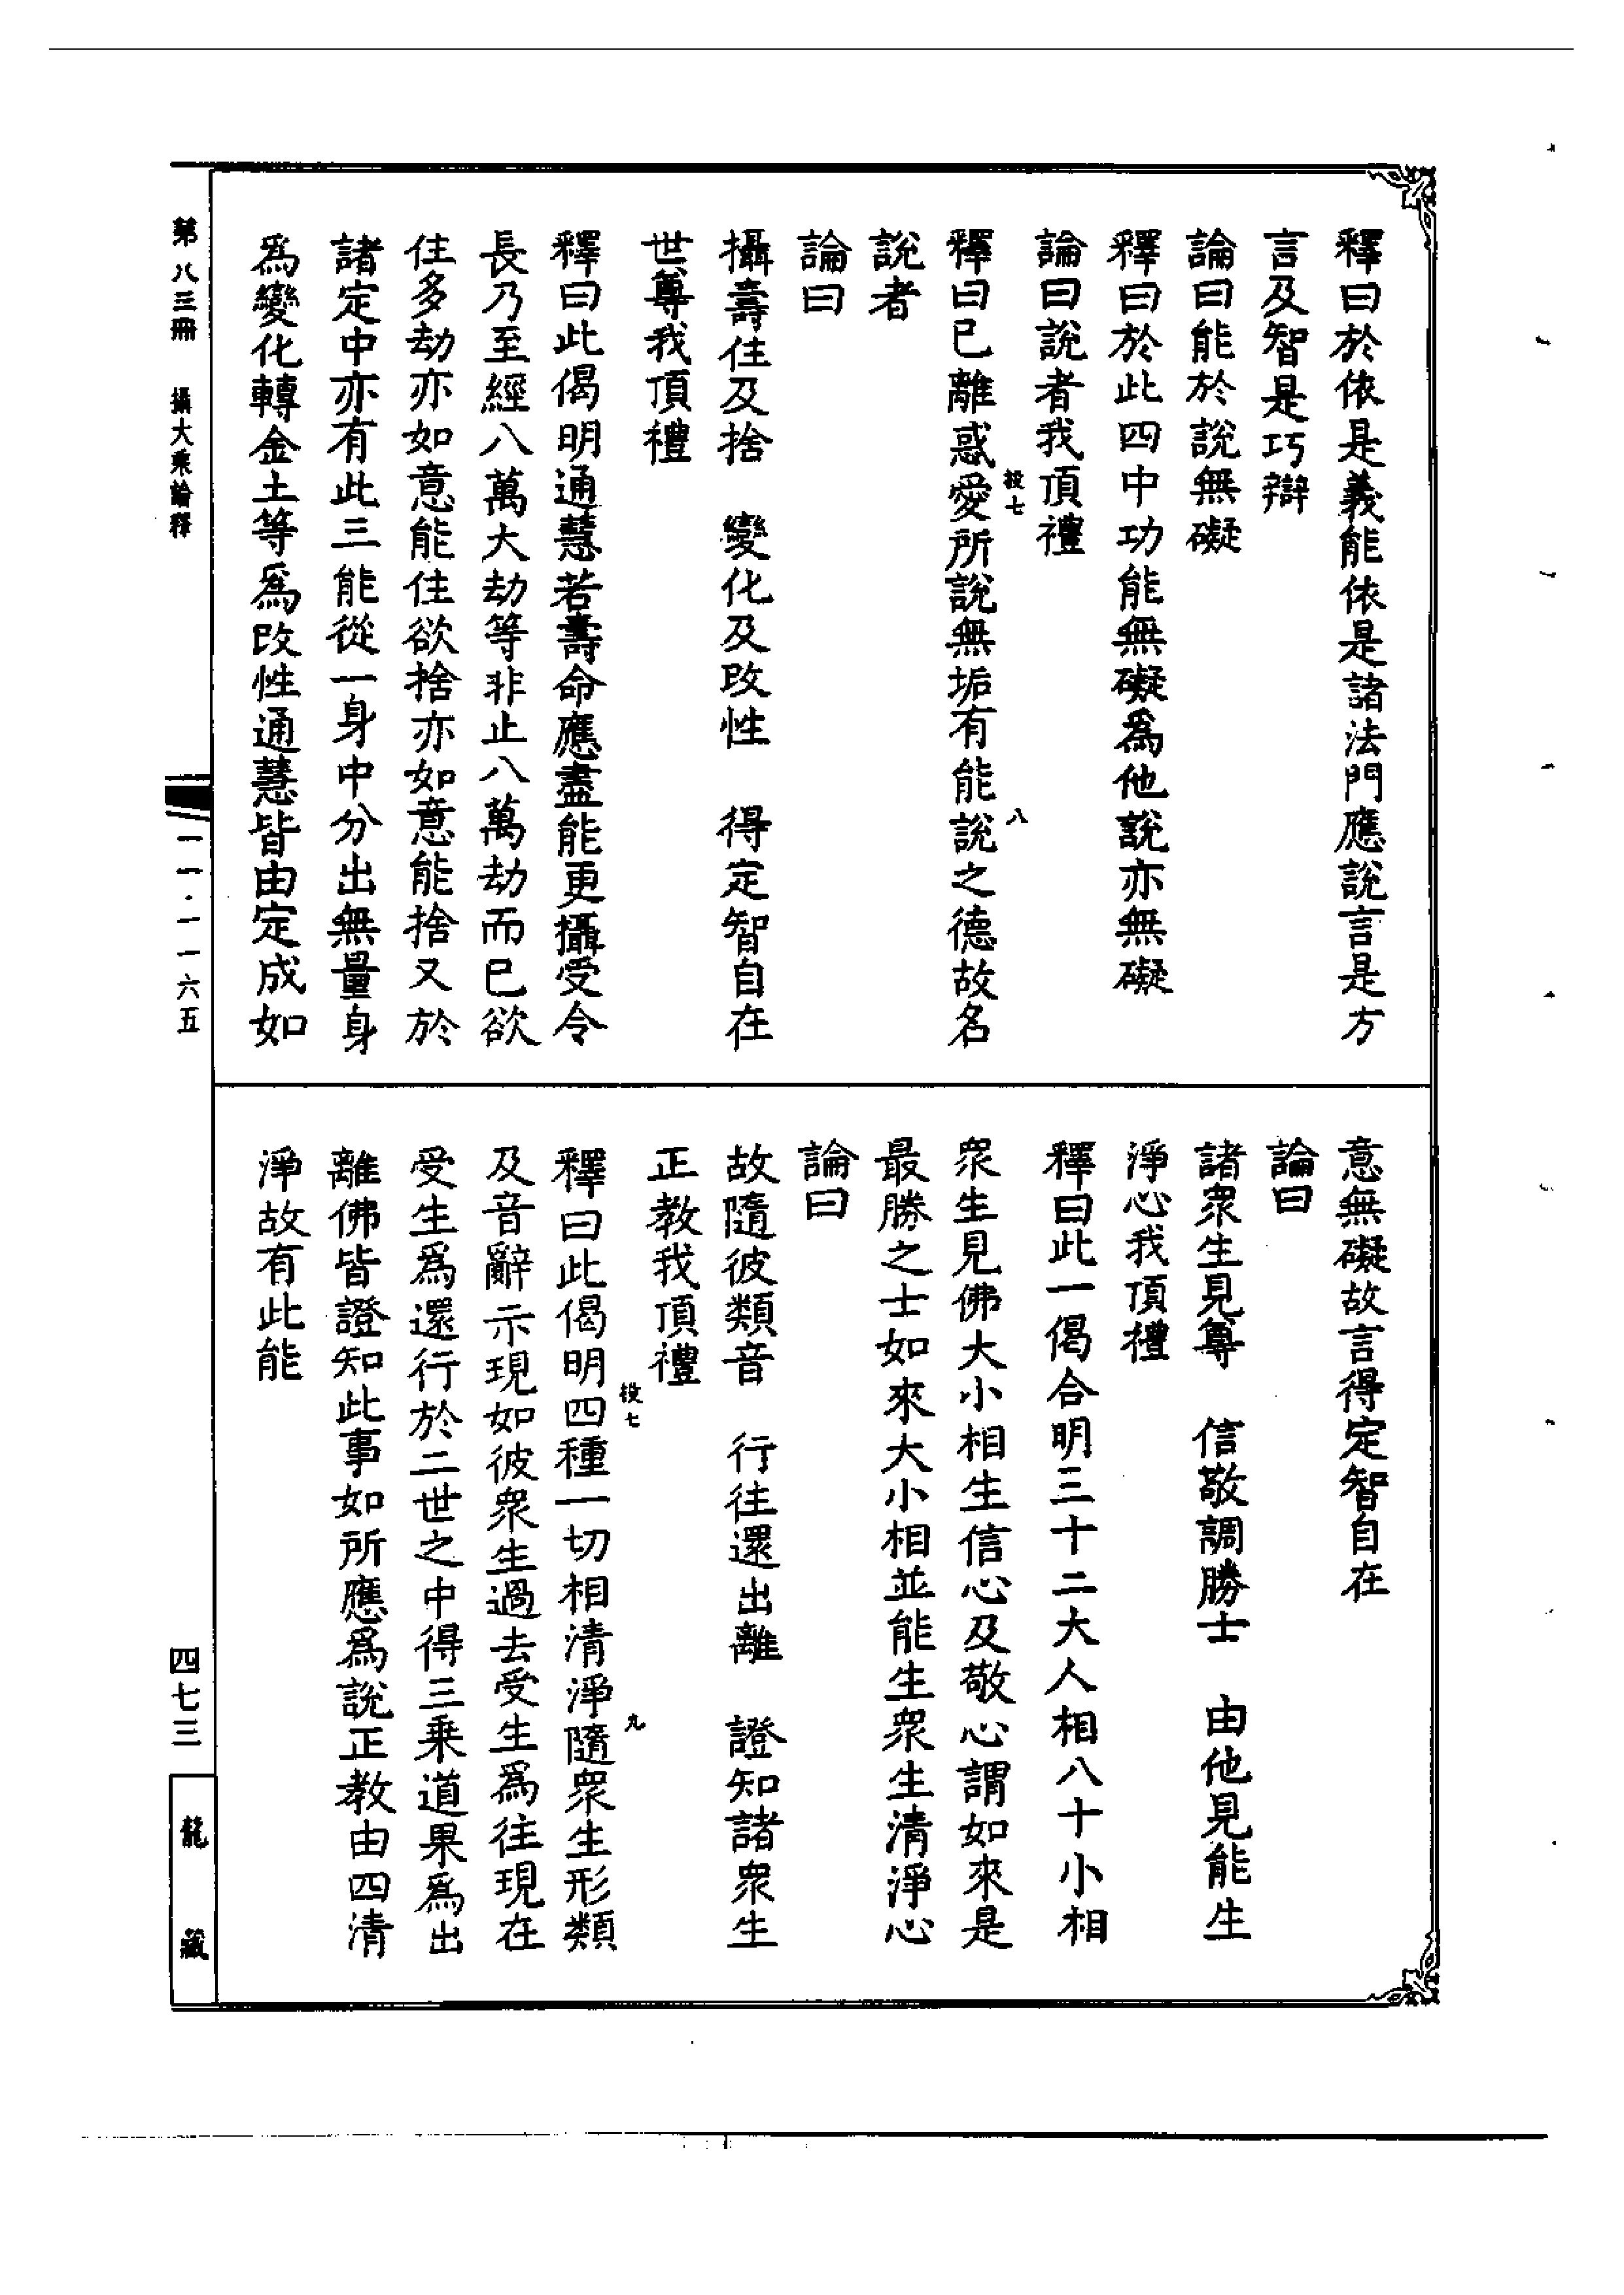 釋曰於依是義能依是諸法門應說言是方
言及智是巧辯
論曰能於說無礙
釋曰於此四中功能無礙爲他說亦無礙
論曰說者我頂禮
投七 八
釋曰已離惑愛所說無垢有能說之德故名
說者
論曰
攝壽住及捨 變化及改性 得定智自在
世尊我頂禮
釋曰此偈明通慧若壽命應盡能更攝受令
長乃至經八萬大劫等非止八萬劫而已欲
住多劫亦如意能住欲捨亦如意能捨又於
諸定中亦有此三能從一身中分出無量身
爲變化轉金土等爲改性通慧皆由定成如
意無礙故言得定智自在
論曰
諸眾生見尊 信敬調勝士 由他見能生
淨心我頂禮
釋曰此一偈合明三十二大人相八十小相
眾生見佛大小相生信心及敬心謂如來是
最勝之士如來大小相並能生眾生清淨心
論曰
故隨彼類音 行往還出離 證知諸眾生
正教我頂禮
投七 九
釋曰此偈明四種一切相清淨隨眾生形類
及音辭示現如彼眾生過去受生爲往現在
受生爲還行於二世之中得三乘道果爲出
離佛皆證知此事如所應爲說正教由四清
淨故有此能
第八三冊 攝大乘論釋
一一·一一六五
四七三
龍藏